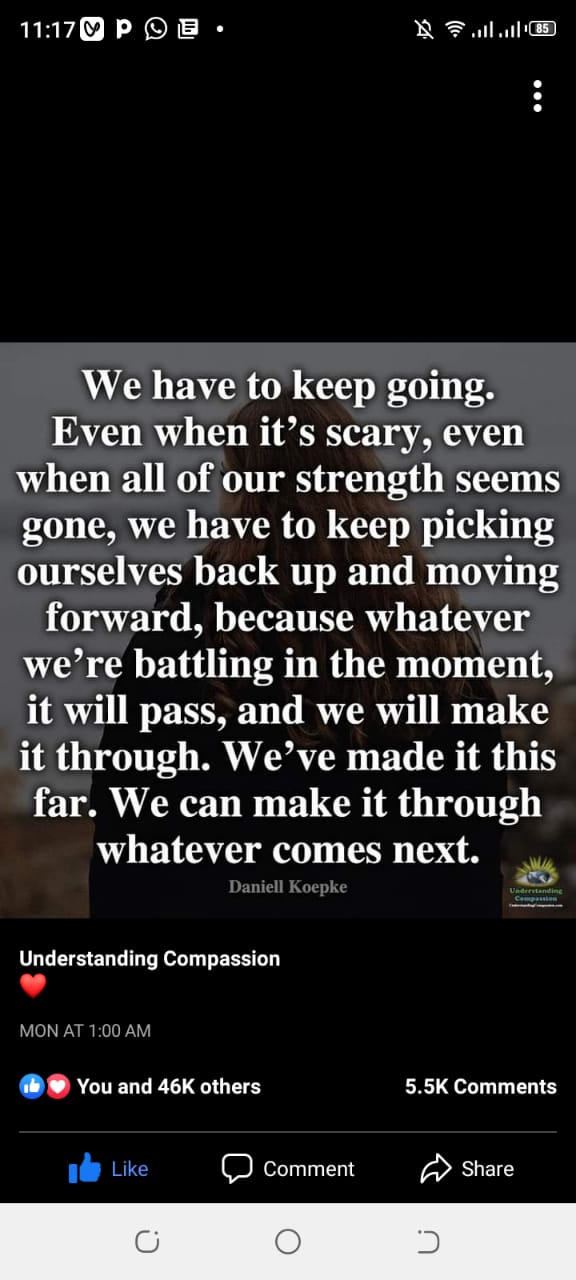 11:17
85
We have to keep going.
Even when it’s scary, even
when all of our strength seems
gone, we have to keep picking
ourselves back up and moving
forward, because whatever
we’re battling in the moment,
it will pass, and we will make
it through. We’ve made it this
far. We can make it through
whatever comes next.
Daniell Koepke
Understanding
Compassion
Understanding Compassion
❤️
MON AT 1:00 AM
You and 46K others
5.5K Comments
Like
Comment
Share